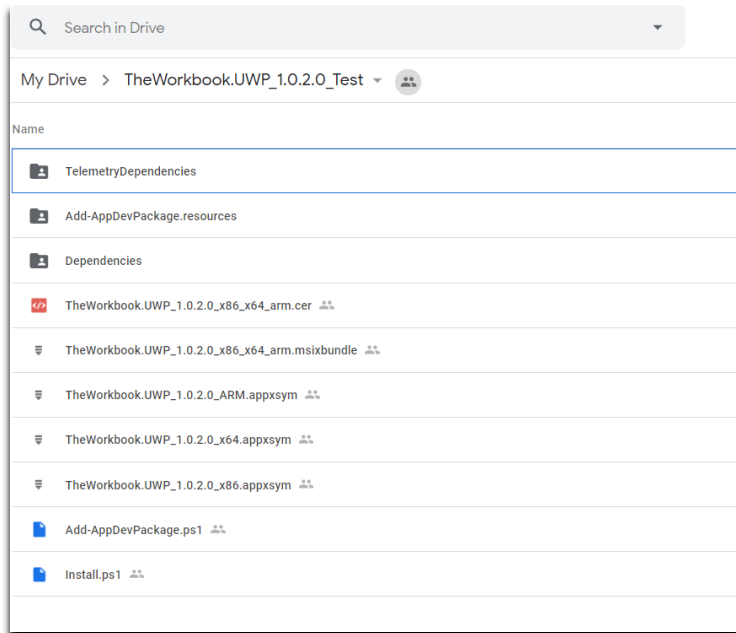 Search in Drive
My Drive > TheWorkbook.UWP_1.0.2.0_Test
Name
TelemetryDependencies
Add-AppDevPackage.resources
Dependencies
TheWorkbook.UWP_1.0.2.0_x86_x64_arm.cer
TheWorkbook.UWP_1.0.2.0_x86_x64_arm.msixbundle
TheWorkbook.UWP_1.0.2.0_ARM.appxsym
TheWorkbook.UWP_1.0.2.0_x64.appxsym
TheWorkbook.UWP_1.0.2.0_x86.appxsym
Add-AppDevPackage.ps1
Install.ps1